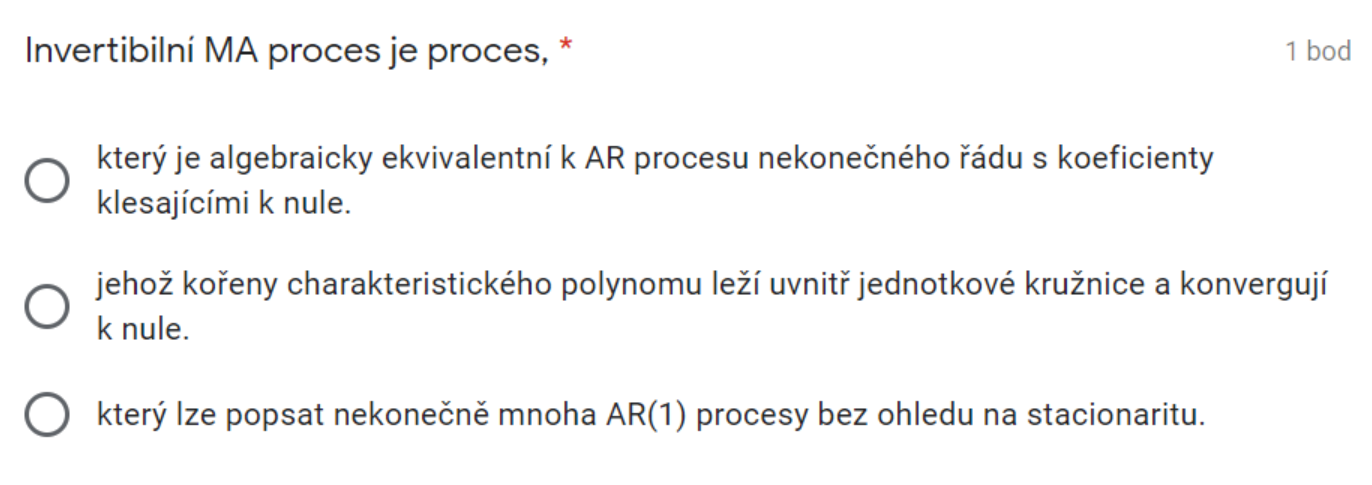 Invertibilní MA proces je proces, *
1 bod
který je algebraicky ekvivalentní k AR procesu nekonečného řádu s koeficienty
klesajícími k nule.
jehož kořeny charakteristického polynomu leží uvnitř jednotkové kružnice a konvergují
k nule.
který lze popsat nekonečně mnoha AR(1) procesy bez ohledu na stacionaritu.